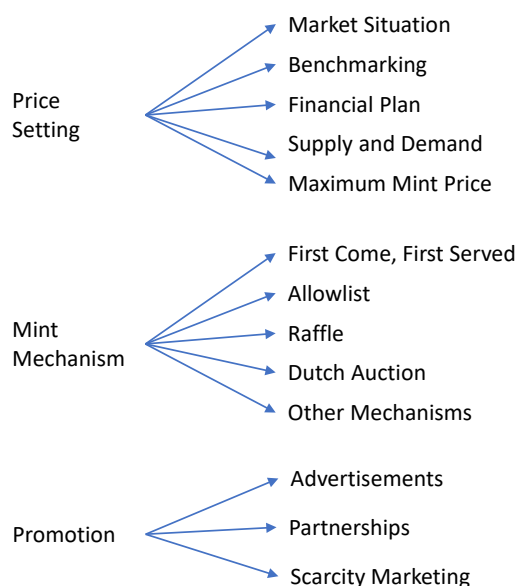 Market Situation
Benchmarking
Price
Setting
Financial Plan
Supply and Demand
Maximum Mint Price
First Come, First Served
Allowlist
Mint
Mechanism
Raffle
Dutch Auction
Other Mechanisms
Advertisements
Promotion
Partnerships
Scarcity Marketing